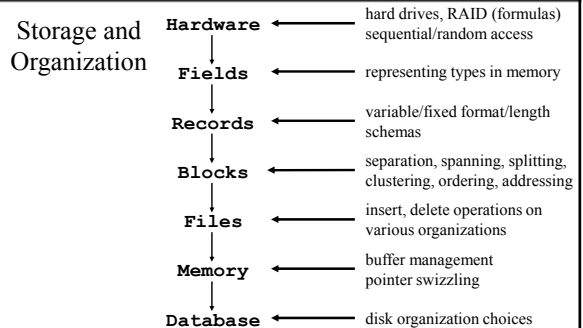 Storage and
Organization
Hardware
hard drives, RAID (formulas)
sequential/random access
Fields
representing types in memory
Records
variable/fixed format/length
schemas
Blocks
separation, spanning, splitting,
clustering, ordering, addressing
Files
insert, delete operations on
various organizations
Memory
buffer management
pointer swizzling
Database
disk organization choices